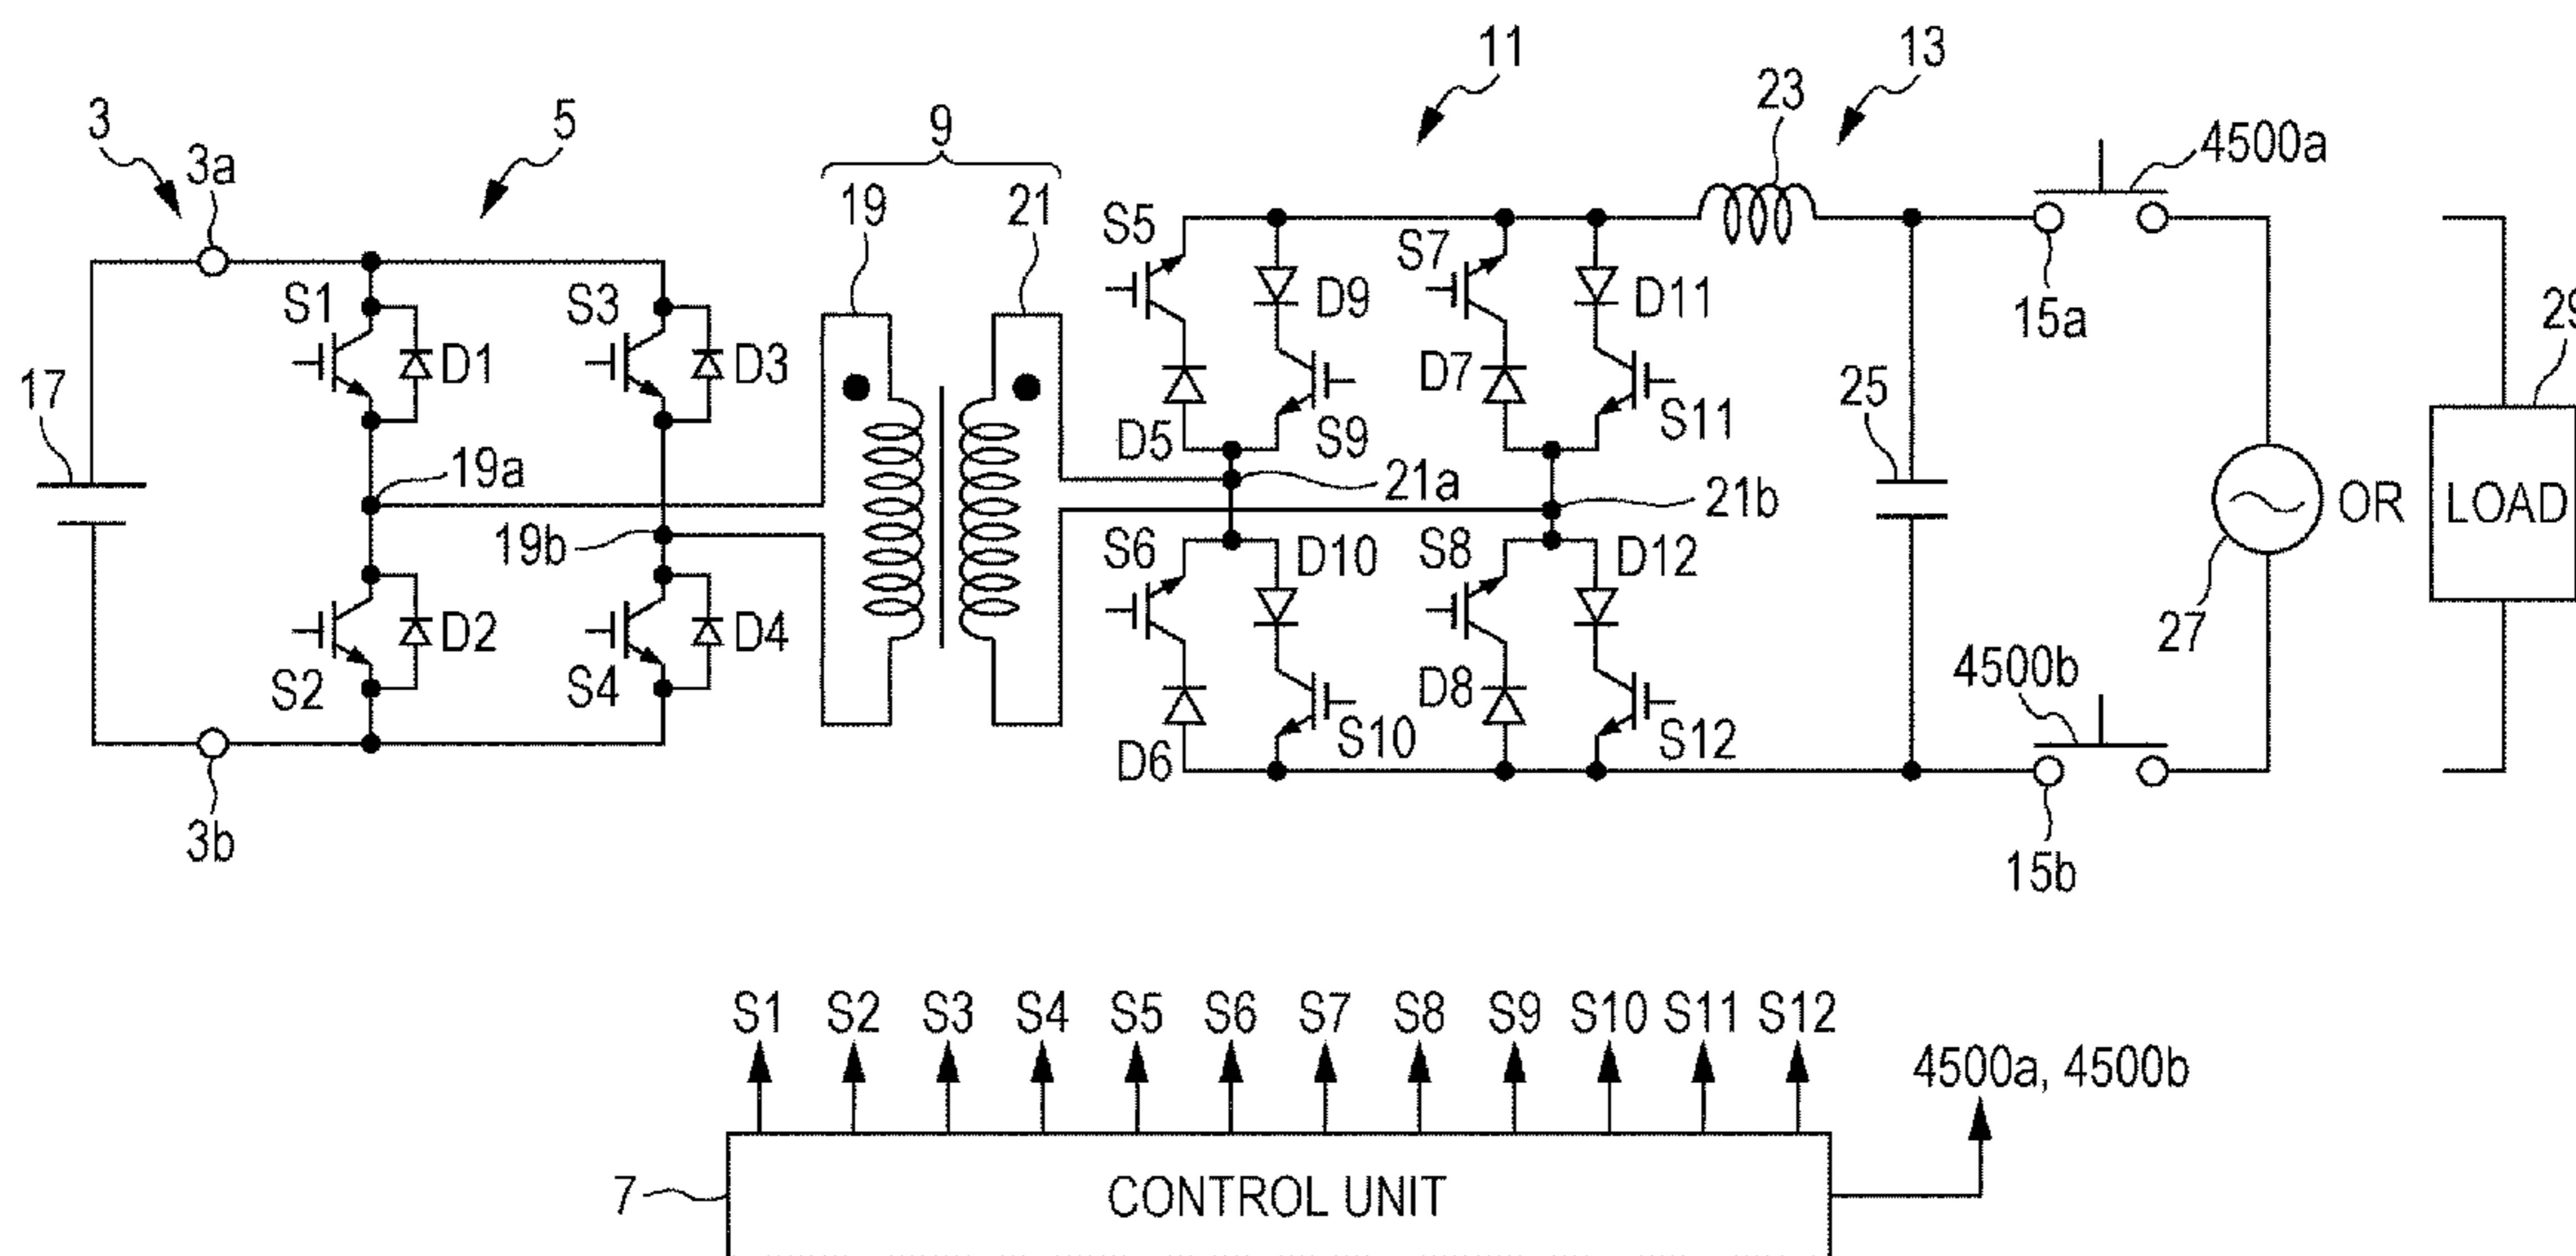 11
13
3
5
9
23
4500a
3a
19
21
S5
S7
D9
D11
15a
S1
S3
D1
D3
D7
17
D5
S9
S11
25
19a
21a
21b
OR
LOAD
19b
S6
D10
S8
D12
27
D2
D4
S2
S4
D8
4500b
D6
S10
S12
3b
15b
S1 S2 S3 S4 S5 S6 S7 S8 S9 S10 S11 S12
4500a, 4500b
7
CONTROL UNIT